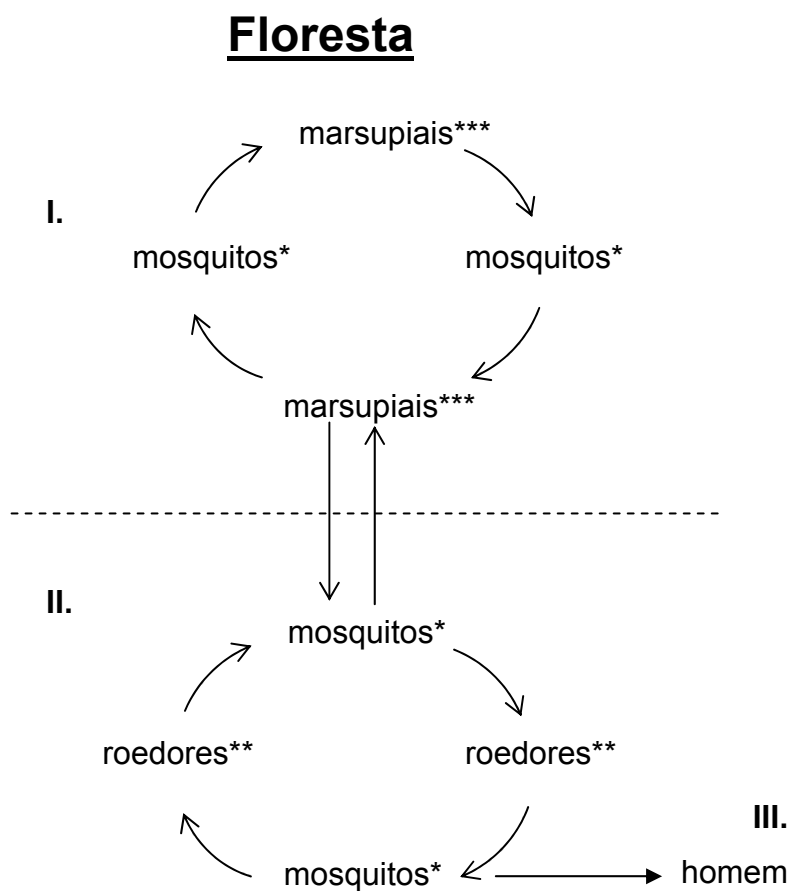 Floresta
marsupiais***
I.
mosquitos*
mosquitos*
marsupiais***
II.
mosquitos*
roedores**
roedores**
III.
mosquitos*
homem